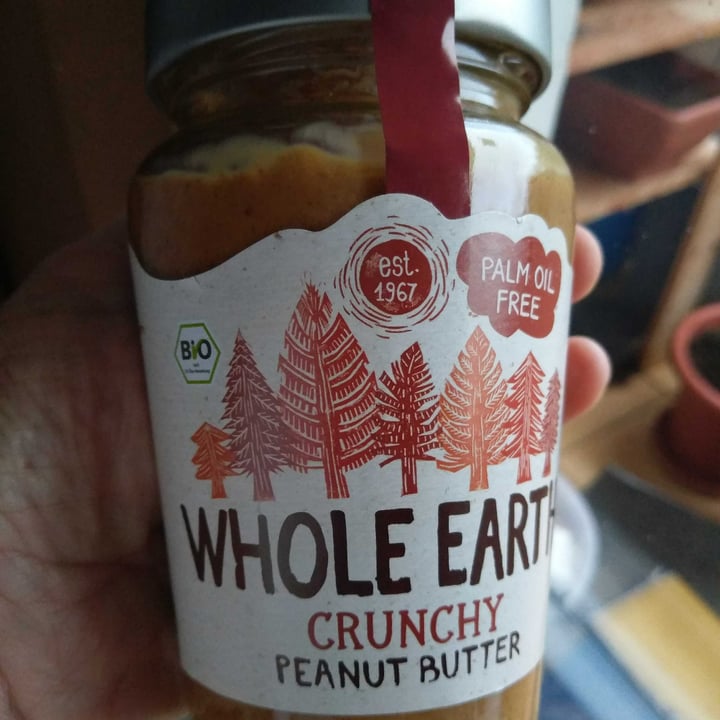 est.
1967
PALM OIL
FREE
BiO
WHOLE EARTH
CRUNCHY
PEANUT BUTTER